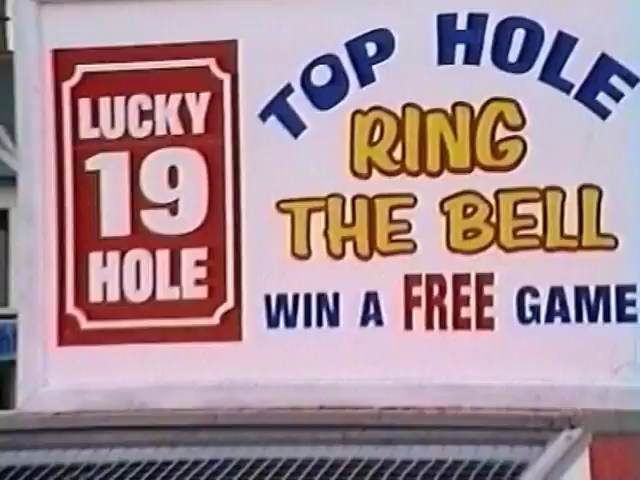 LUCKY
19
HOLE
TOP HOLE
RING
THE BELL
WIN A FREE GAME